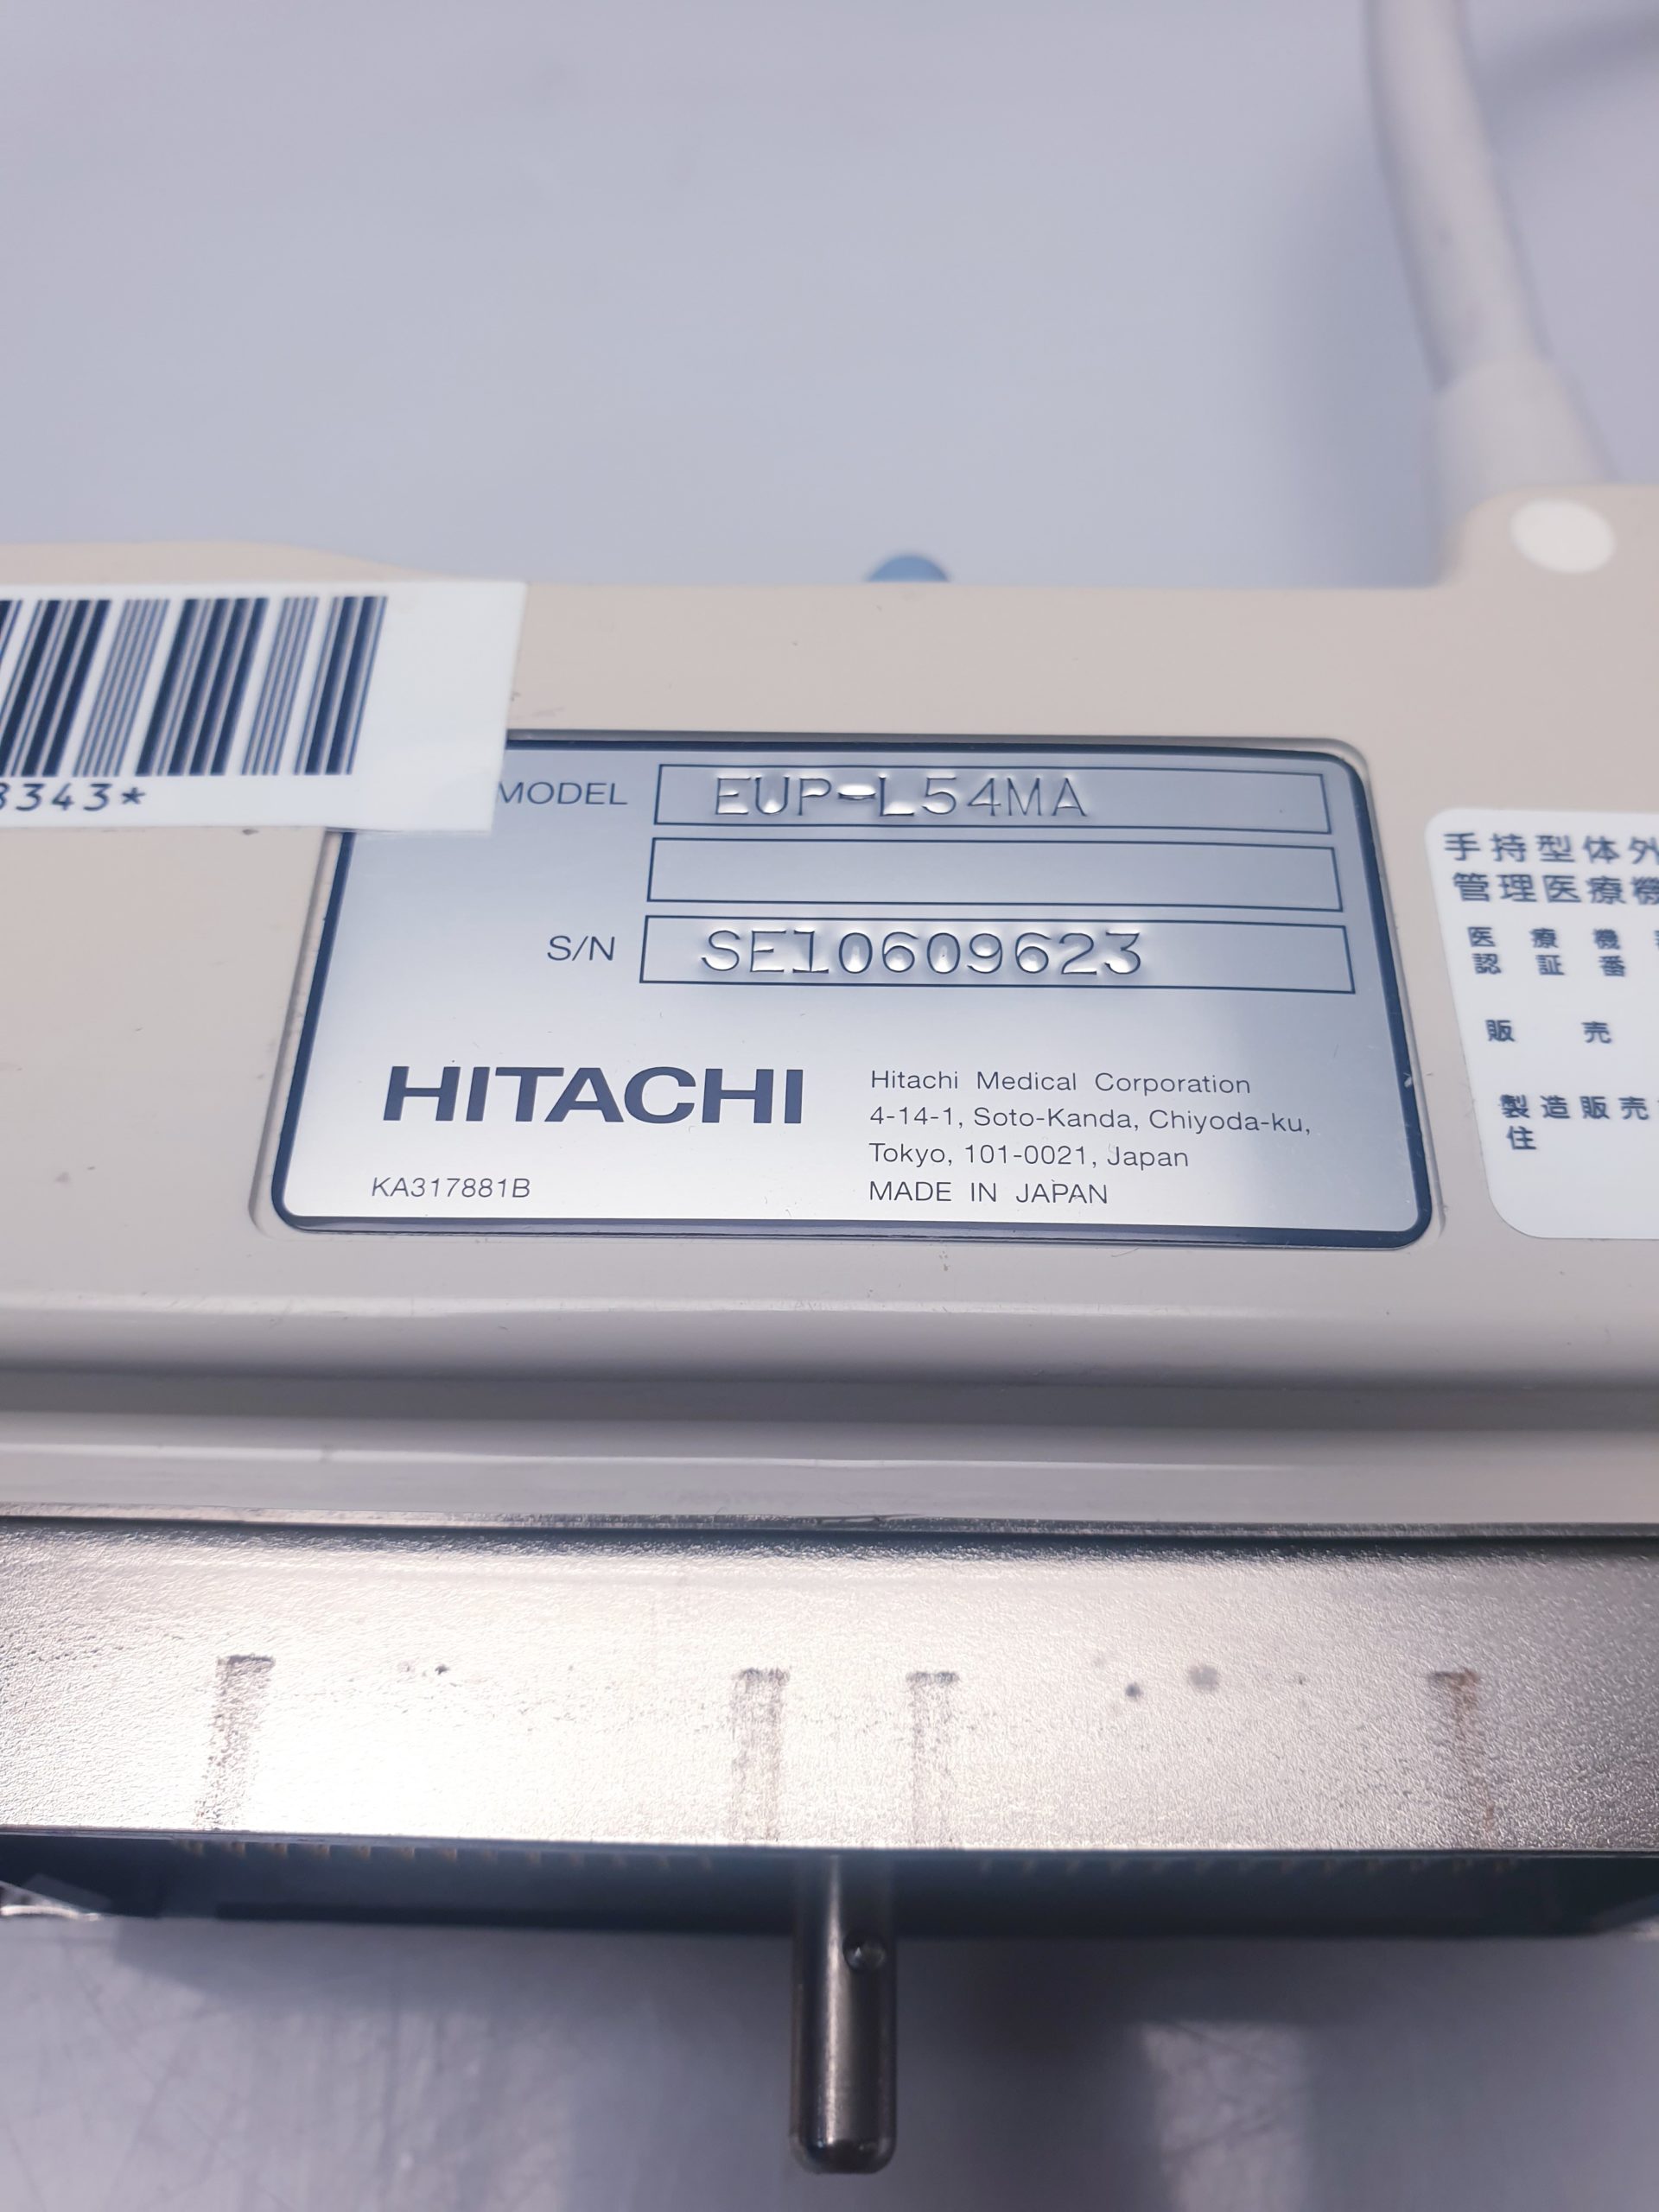 8343*
MODEL EUP-L54MA
S/N SE10609623
HITACHI
KA317881B
Hitachi Medical Corporation
4-14-1, Soto-Kanda, Chiyoda-ku,
Tokyo, 101-0021, Japan
MADE IN JAPAN
手持型体外
管理医療機
医療機
認証番
販売
製造販売
住